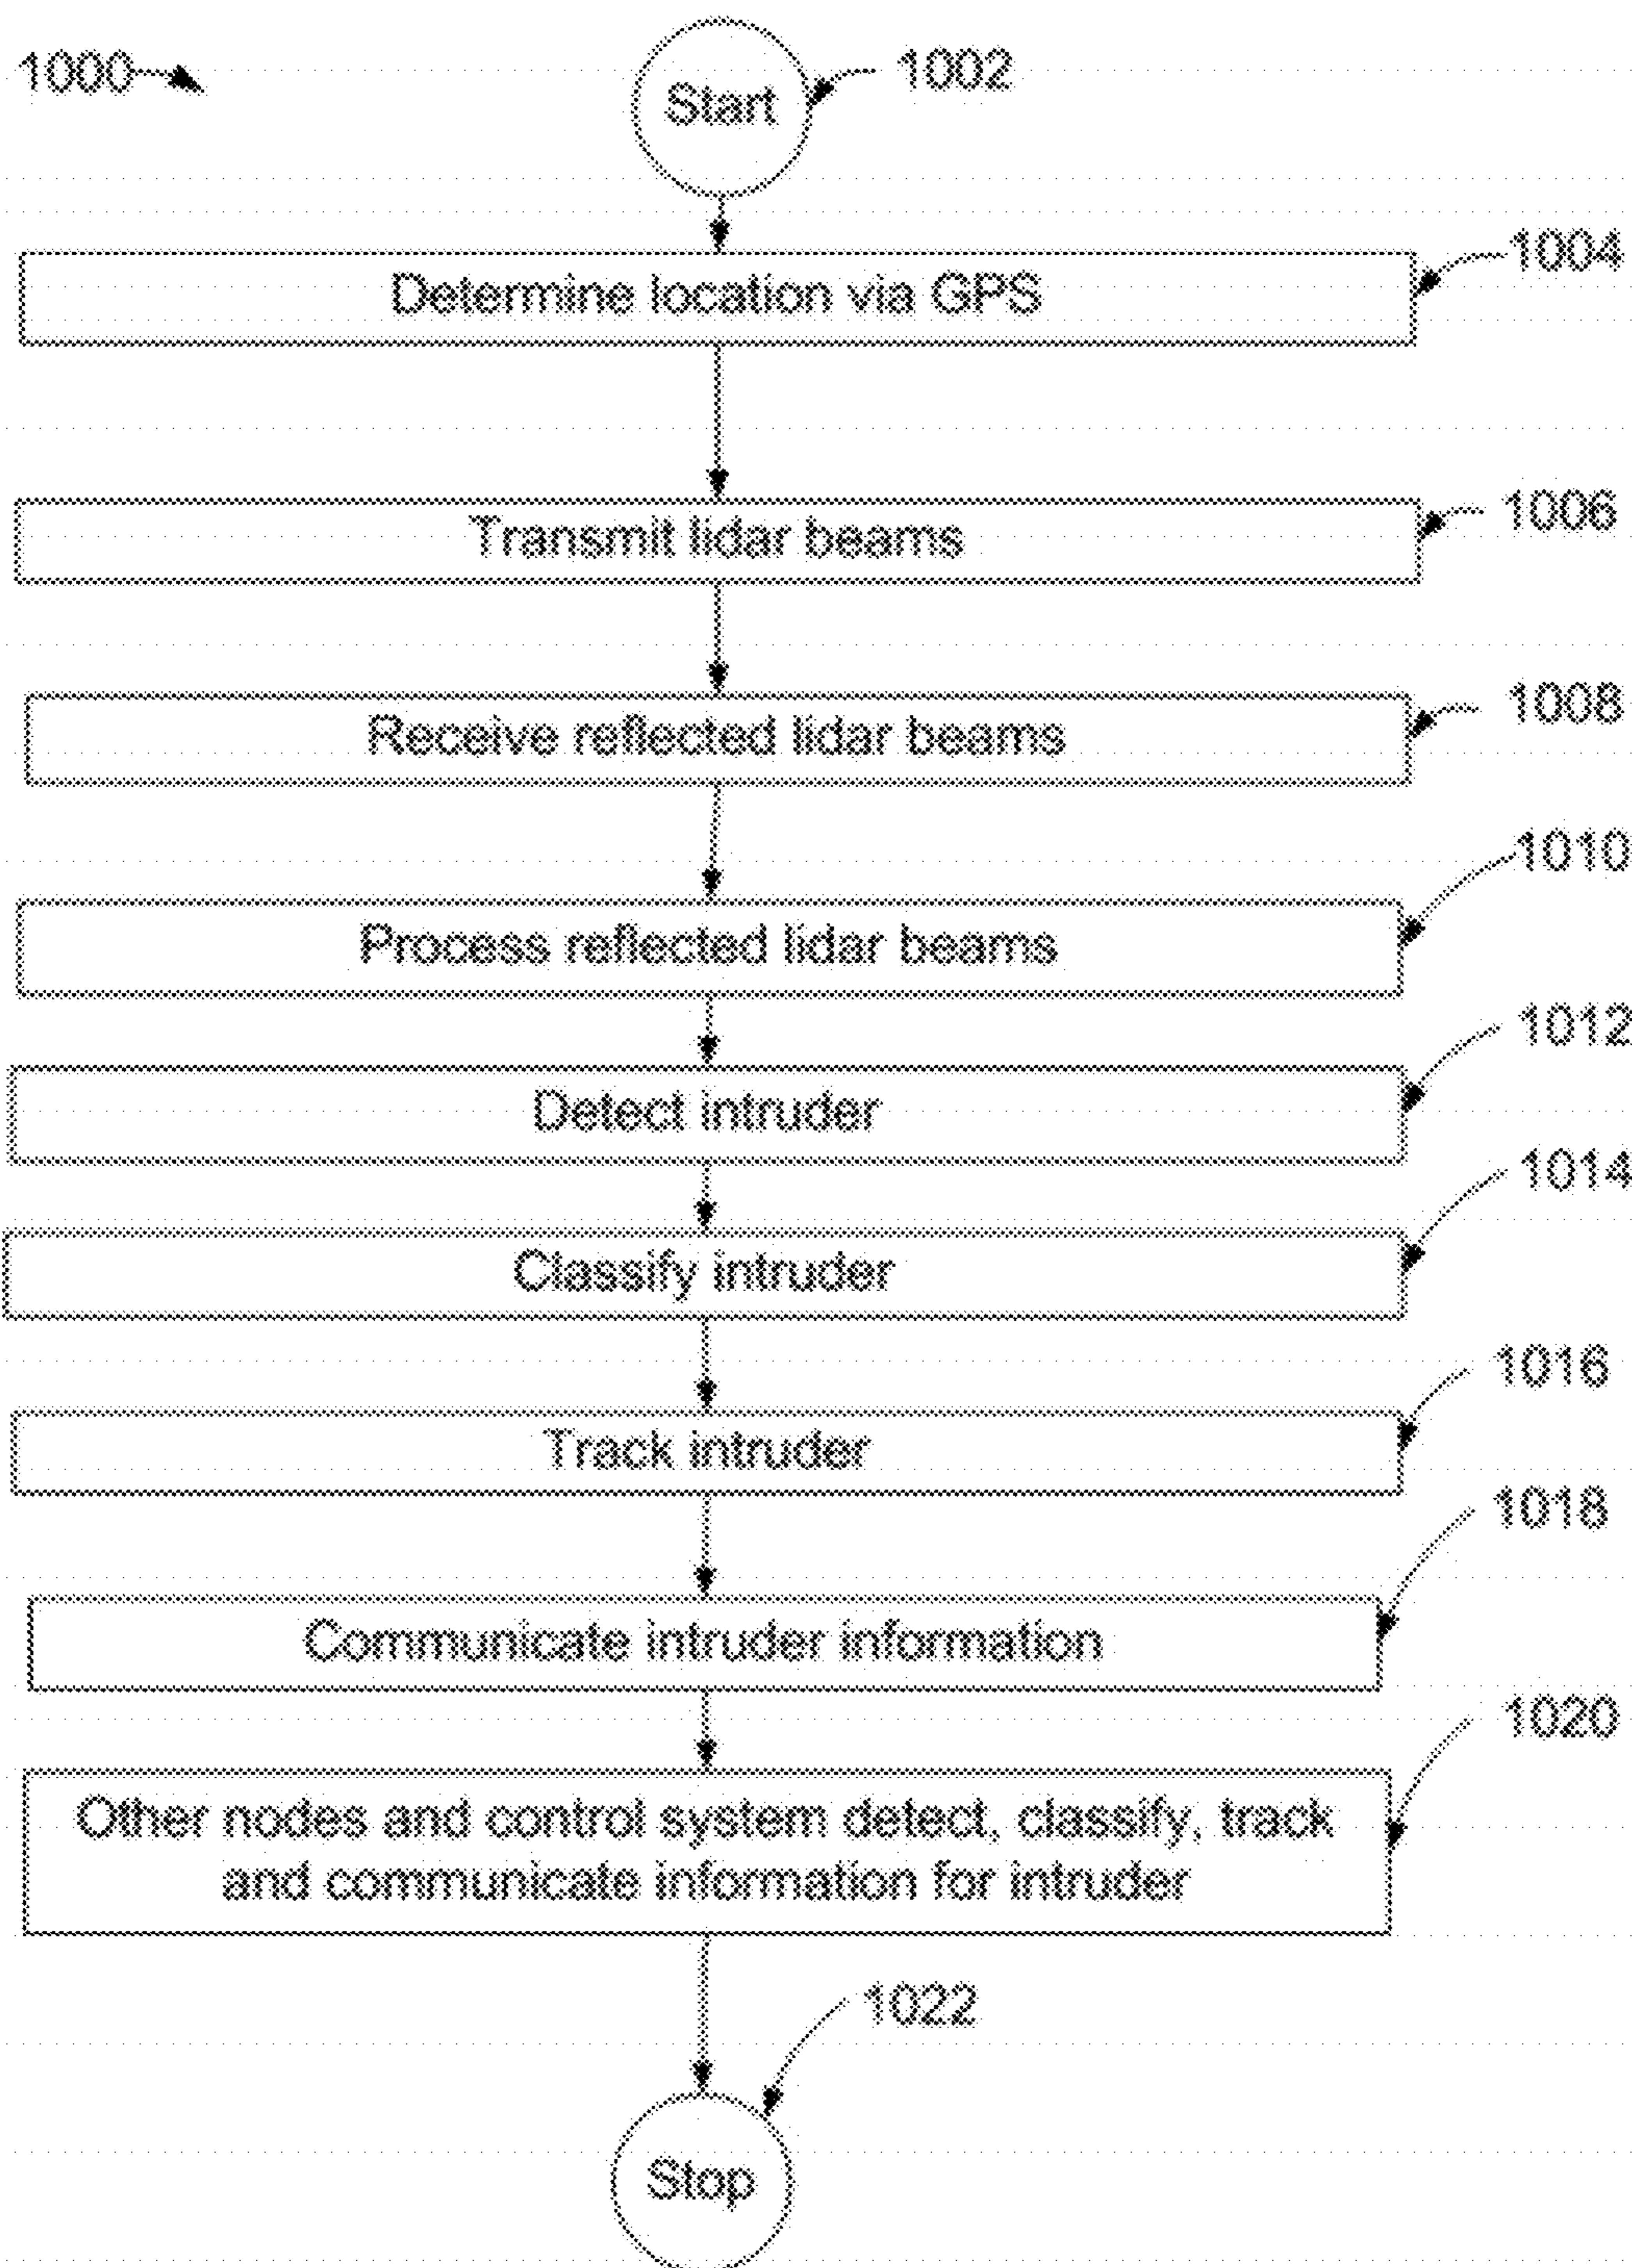 1000
Start
1002
Determine location via GPS
1004
Transmit lidar beams
1006
Receive reflected lidar beams
1008
Process reflected lidar beams
1010
Detect intruder
1012
Classify intruder
1014
Track intruder
1016
Communicate intruder information
1018
Other nodes and control system detect, classify, track
and communicate information for intruder
1020
1022
Stop